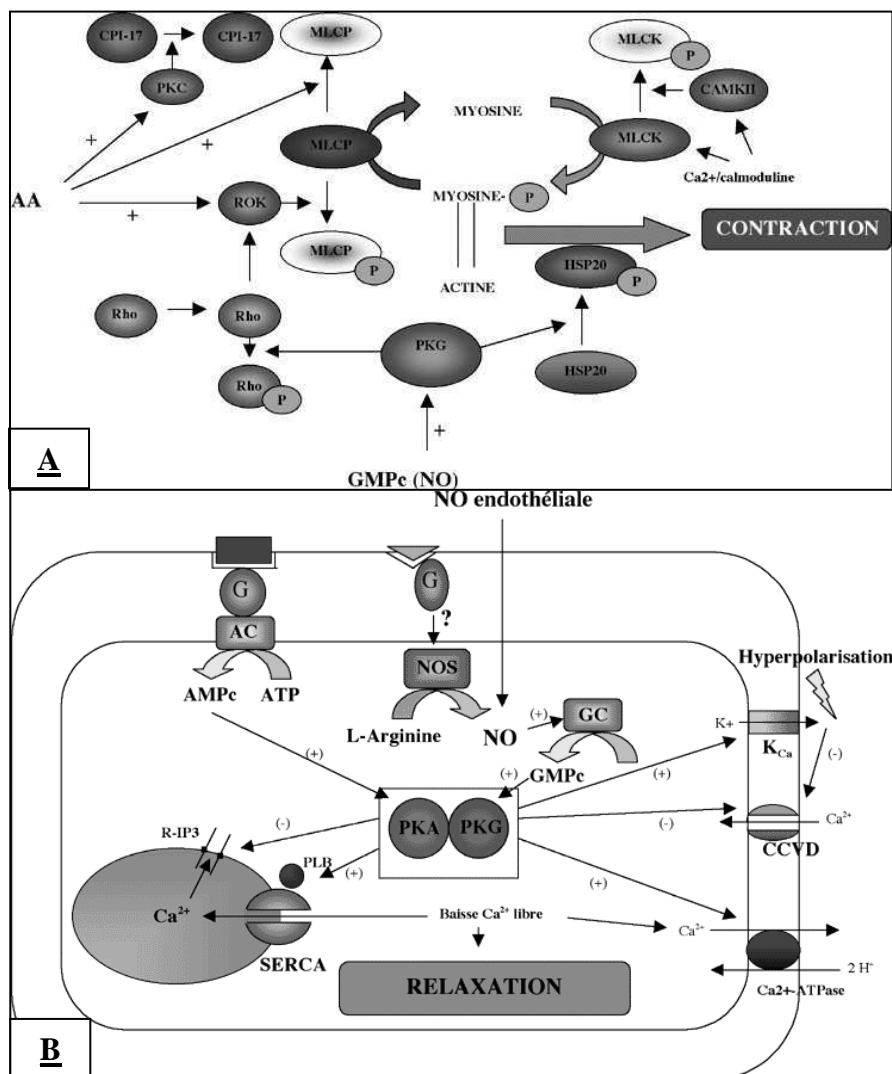 CPI-17
CPI-17
MLCP
MLCK
P
PKC
CAMKII
MYOSINE
+
+
MLCP
MLCK
Ca2+/calmoduline
AA
+
ROK
MYOSINE-
P
CONTRACTION
MLCP
P
HSP20
P
ACTINE
Rho
Rho
PKG
Rho
P
HSP20
+
A
GMPc (NO)
NO endothéliale
G
G
?
AC
NOS
Hyperpolarisation
AMPc
ATP
GC
K+
L-Arginine
NO
(+)
KCa
(-)
(+)
(+)
GMPc
(+)
PKA
PKG
Ca2+
R-IP3
(-)
(-)
CCVD
PLB
(+)
(+)
Ca2+
Baisse Ca2+ libre
Ca2+
SERCA
2 H+
RELAXATION
Ca2+-ATPase
B